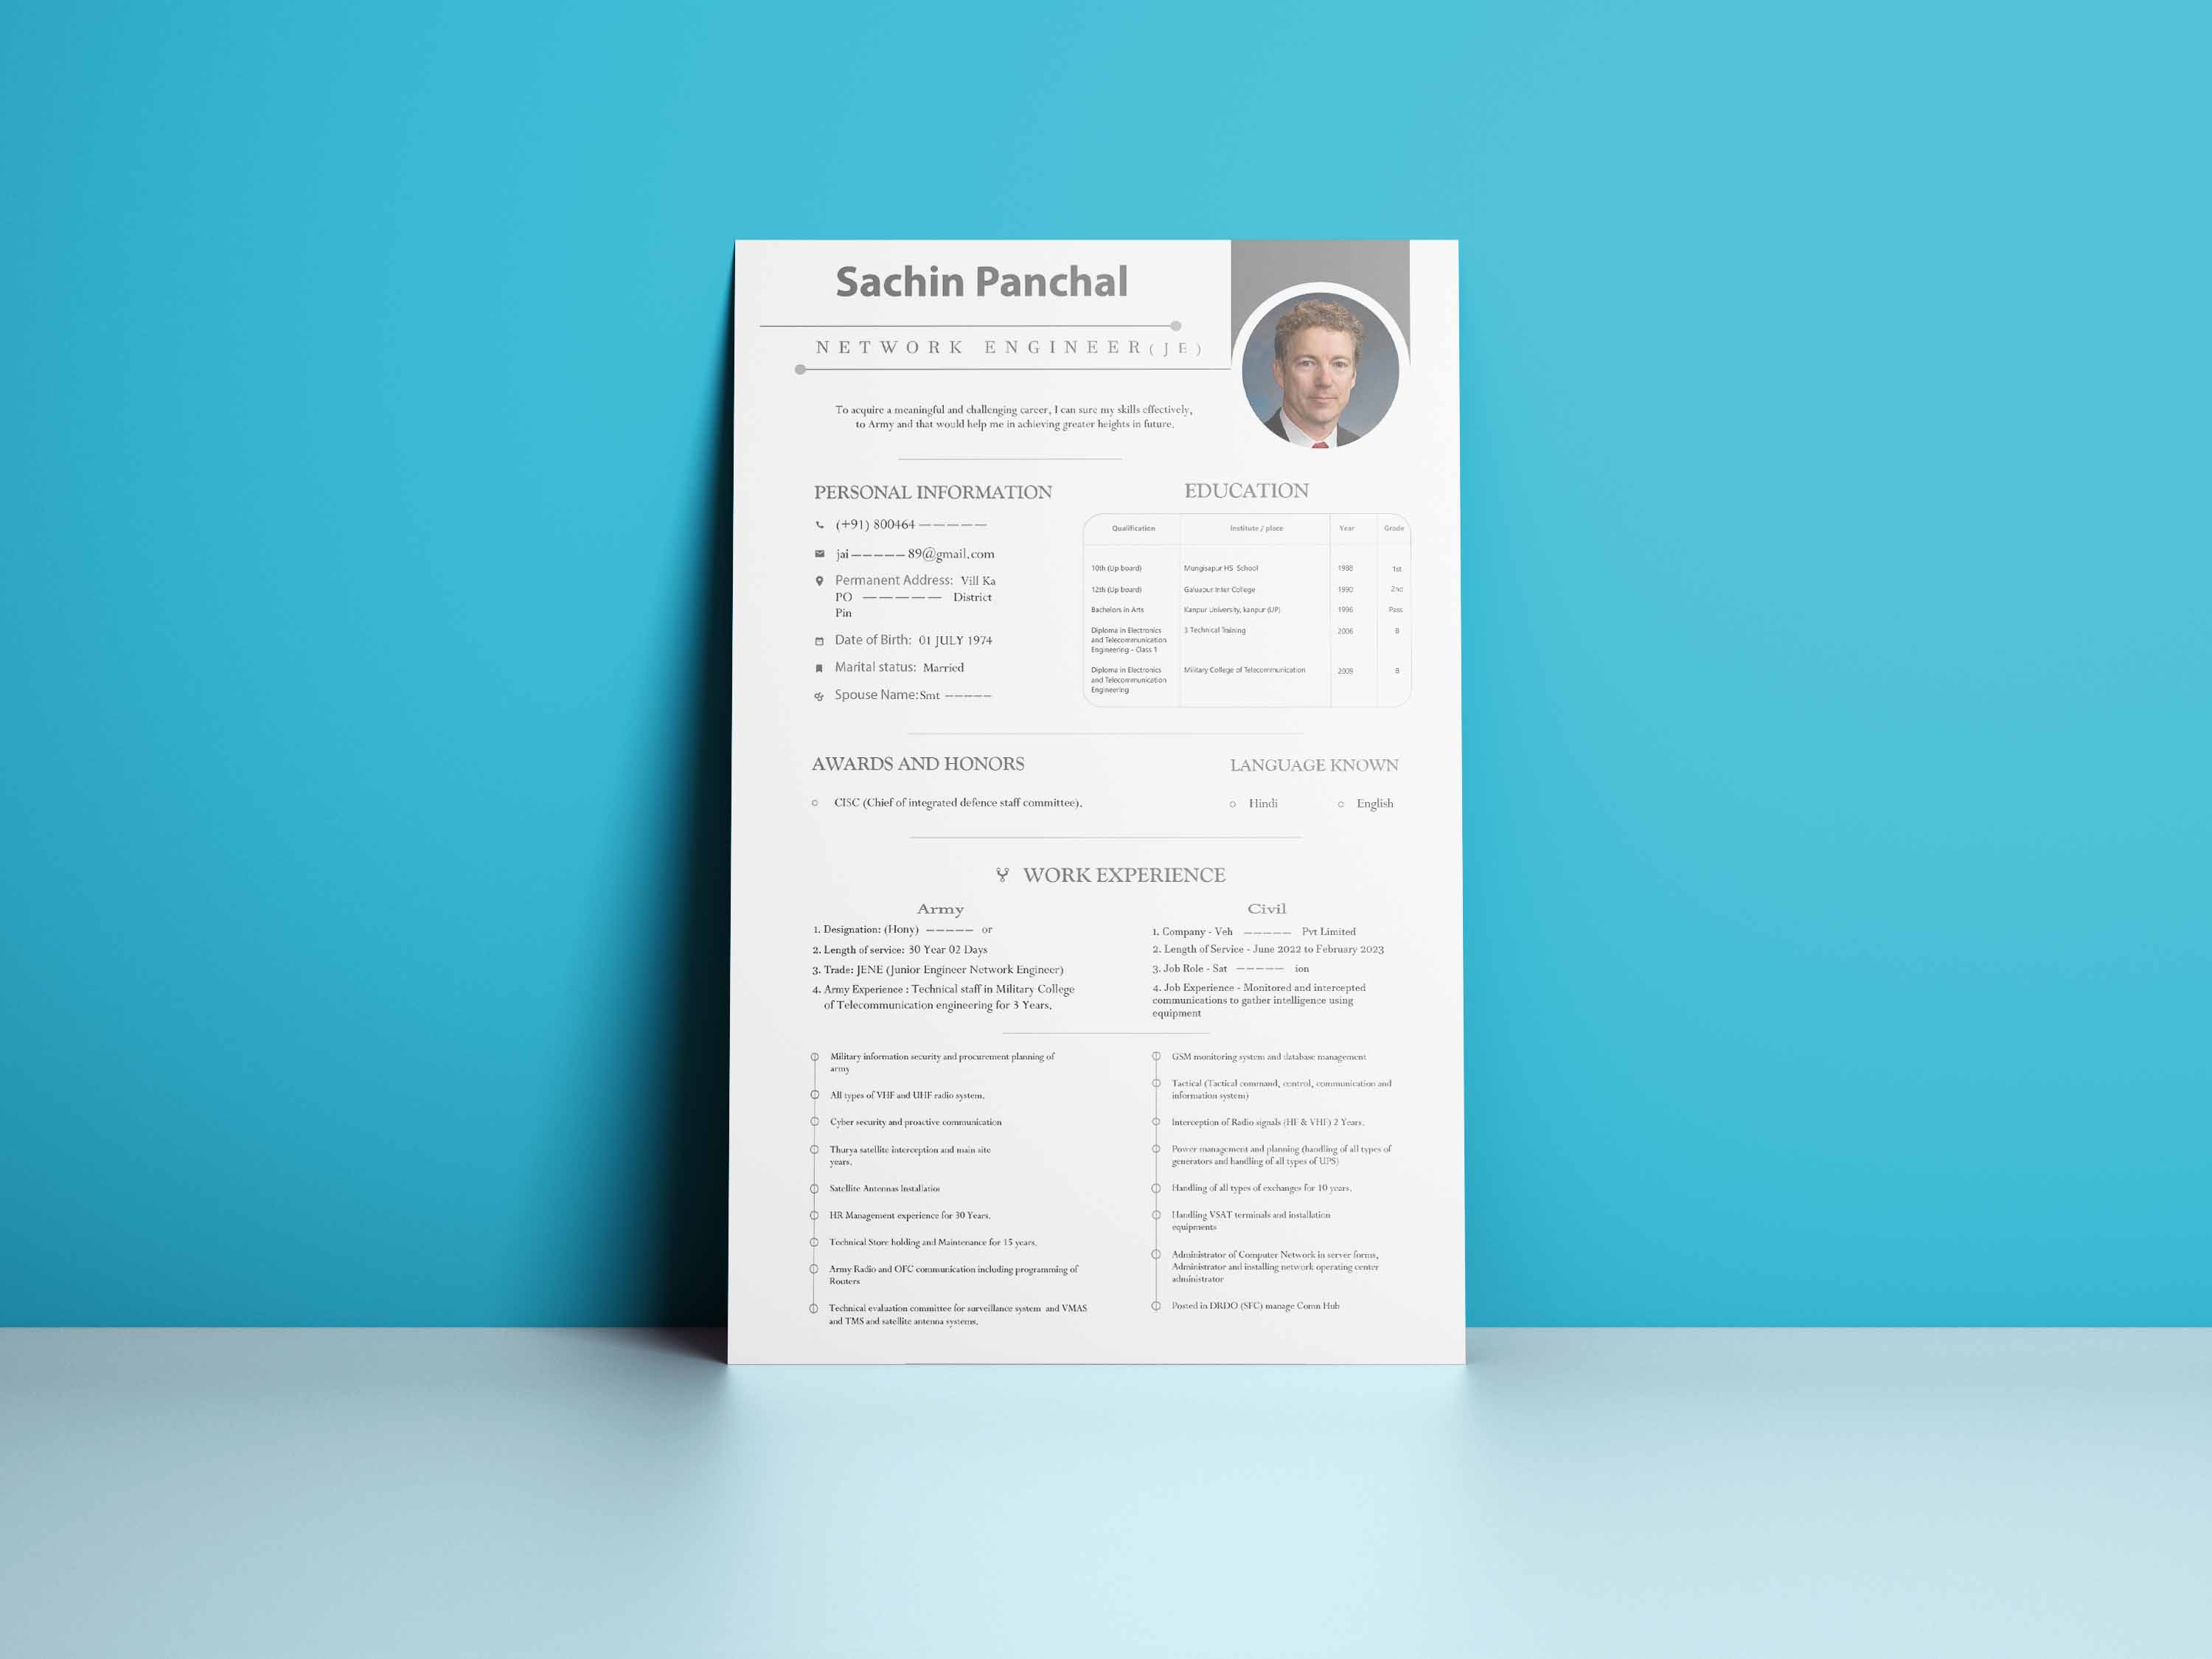 Sachin Panchal
NETWORK ENGINEER(JE)
To acquire a meaningful and challenging career, I can sure my skills effectively,
to Army and that would help me in achieving greater heights in future.
PERSONAL INFORMATION
(+91) 800464 —————
jai—————89@gmail.com
Permanent Address: Vill Ka
PO ————— District
Pin
Date of Birth: 01 JULY 1974
Marital status: Married
Spouse Name:Smt —————
EDUCATION
Qualification Institute / place Year Grade
10th (Up board) Mungisapur HS School 1988 1st
12th (Up board) Inter College 1990 2nd
Bachelors in Arts Kanpur University, kanpur (UP) 1996 Pass
Diploma in Electronics 3 Technical Training 2006 B
and Telecommunication
Engineering - Class 1
Diploma in Electronics Military College of Telecommunication 2009 B
and Telecommunication
Engineering
AWARDS AND HONORS
CISC (Chief of integrated defence staff committee).
LANGUAGE KNOWN
Hindi English
WORK EXPERIENCE
Army
1. Designation: (Hony) ————— or
2. Length of service: 30 Year 02 Days
3. Trade: JENE (Junior Engineer Network Engineer)
4. Army Experience : Technical staff in Military College
of Telecommunication engineering for 3 Years.
Civil
1. Company - Veh ————— Pvt Limited
2. Length of Service - June 2022 to February 2023
3. Job Role - Sat ————— ion
4. Job Experience - Monitored and intercepted
communications to gather intelligence using
equipment
Military information security and procurement planning of
army
All types of VHF and UHF radio system.
Cyber security and proactive communication
Thurya satellite interception and main site
years.
Satellite Antennas Installation
HR Management experience for 30 Years.
Technical Store holding and Maintenance for 15 years.
Army Radio and OFC communication including programming of
Routers
Technical evaluation committee for surveillance system and VMAS
and TMS and satellite antenna systems.
GSM monitoring system and database management
Tactical (Tactical command, control, communication and
information system)
Interception of Radio signals (HF & VHF) 2 Years.
Power management and planning (handling of all types of
generators and handling of all types of UPS)
Handling of all types of exchanges for 10 years.
Handling VSAT terminals and installation
equipments
Administrator of Computer Network in server forms,
Administrator and installing network operating center
administrator
Posted in DRDO (SFC) manage Comn Hub